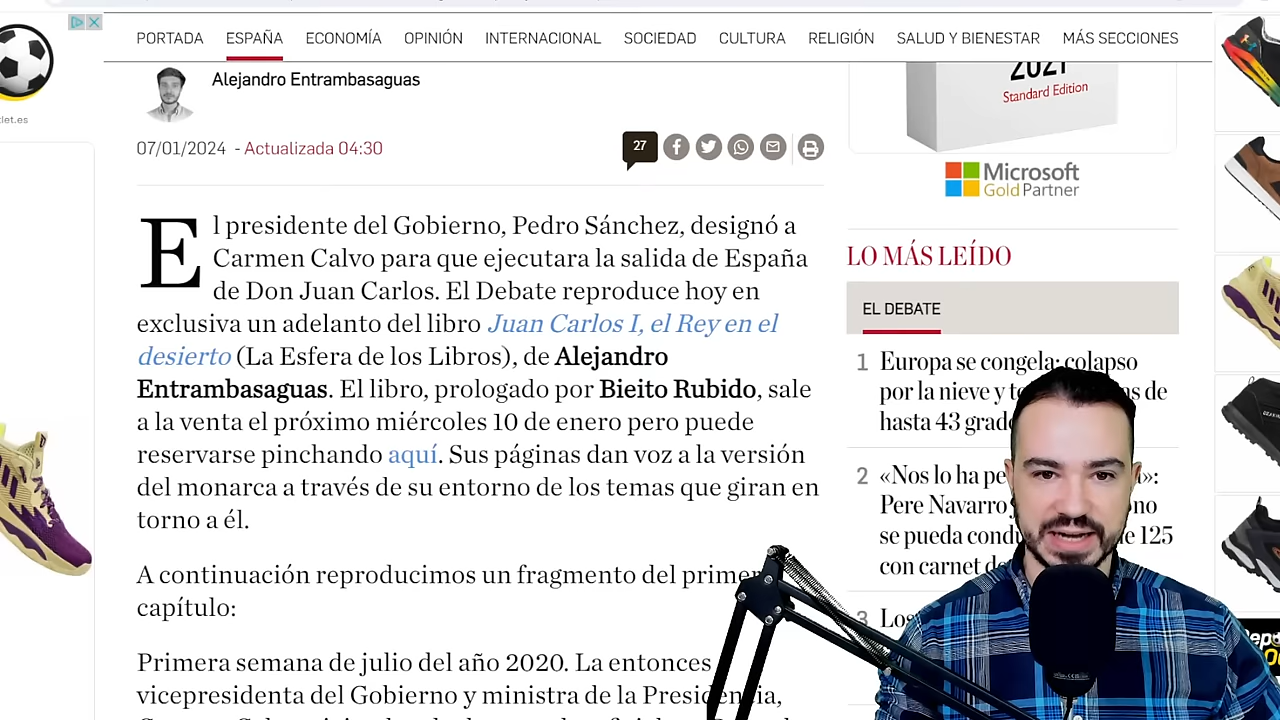 PORTADA ESPAÑA ECONOMÍA OPINIÓN INTERNACIONAL SOCIEDAD CULTURA RELIGIÓN SALUD Y BIENESTAR MÁS SECCIONES
Alejandro Entrambasaguas
let.es
07/01/2024 - Actualizada 04:30
27
El presidente del Gobierno, Pedro Sánchez, designó a
Carmen Calvo para que ejecutara la salida de España
de Don Juan Carlos. El Debate reproduce hoy en
exclusiva un adelanto del libro Juan Carlos I, el Rey en el
desierto (La Esfera de los Libros), de Alejandro
Entrambasaguas. El libro, prologado por Bieito Rubido, sale
a la venta el próximo miércoles 10 de enero pero puede
reservarse pinchando aquí. Sus páginas dan voz a la versión
del monarca a través de su entorno de los temas que giran en
torno a él.
A continuación reproducimos un fragmento del primer
capítulo:
Primera semana de julio del año 2020. La entonces
vicepresidenta del Gobierno y ministra de la Presidencia,
2021
Standard Edition
Microsoft
Gold Partner
LO MÁS LEÍDO
EL DEBATE
1 Europa se congela: colapso
por la nieve y
de
hasta 43
2 «Nos lo ha
Pere Navarro
se pueda
125
con carnet
3 Los